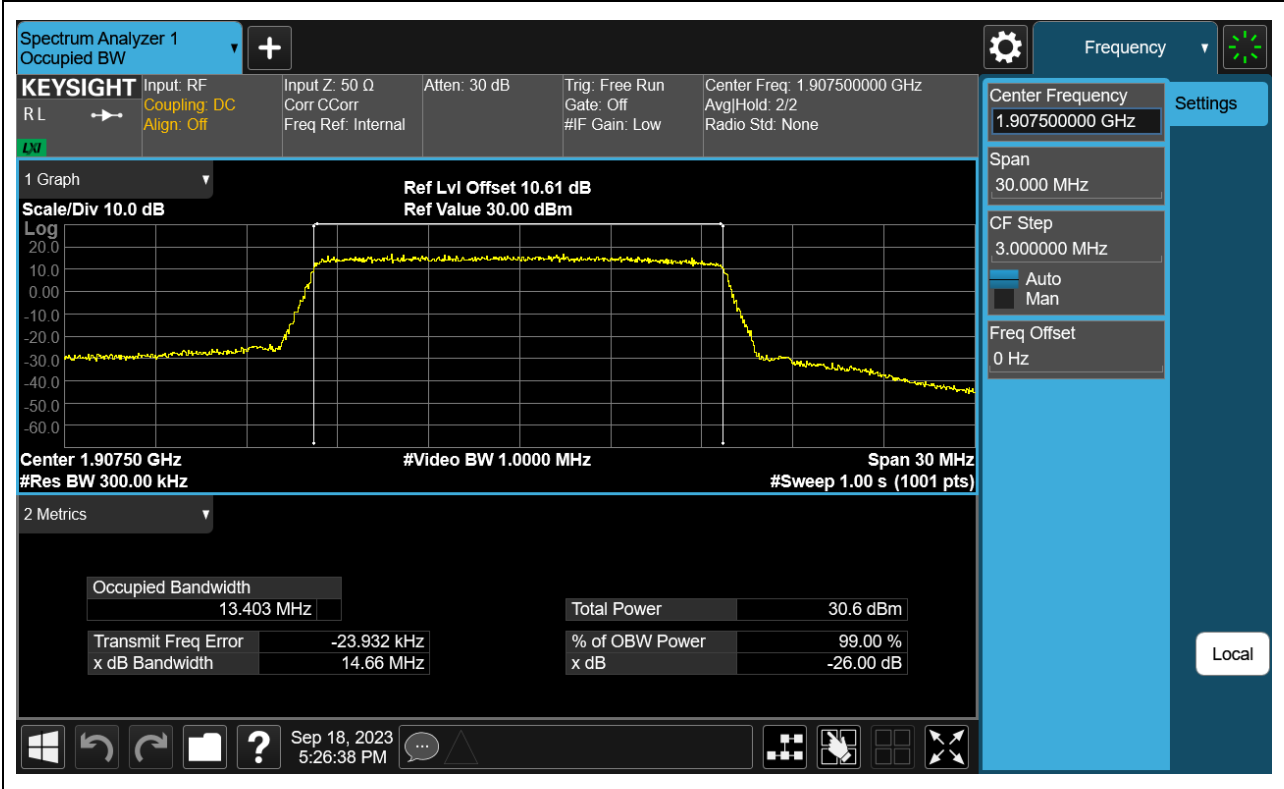 Spectrum Analyzer 1
Occupied BW
Frequency
KEYSIGHT
R L
LXI
Input: RF
Coupling: DC
Align: Off
Input Z: 50 Ω
Corr CCorr
Freq Ref: Internal
Atten: 30 dB
Trig: Free Run
Gate: Off
#IF Gain: Low
Center Freq: 1.907500000 GHz
Avg|Hold: 2/2
Radio Std: None
Center Frequency
1.907500000 GHz
Settings
Span
30.000 MHz
CF Step
3.000000 MHz
Auto
Man
Freq Offset
0 Hz
Local
1 Graph
Scale/Div 10.0 dB
Ref Lvl Offset 10.61 dB
Ref Value 30.00 dBm
Log
20.0
10.0
0.00
-10.0
-20.0
-30.0
-40.0
-50.0
-60.0
Center 1.90750 GHz
#Video BW 1.0000 MHz
Span 30 MHz
#Res BW 300.00 kHz
#Sweep 1.00 s (1001 pts)
2 Metrics
Occupied Bandwidth
13.403 MHz
Total Power 30.6 dBm
Transmit Freq Error -23.932 kHz
% of OBW Power 99.00 %
x dB Bandwidth 14.66 MHz
x dB -26.00 dB
?
Sep 18, 2023
5:26:38 PM